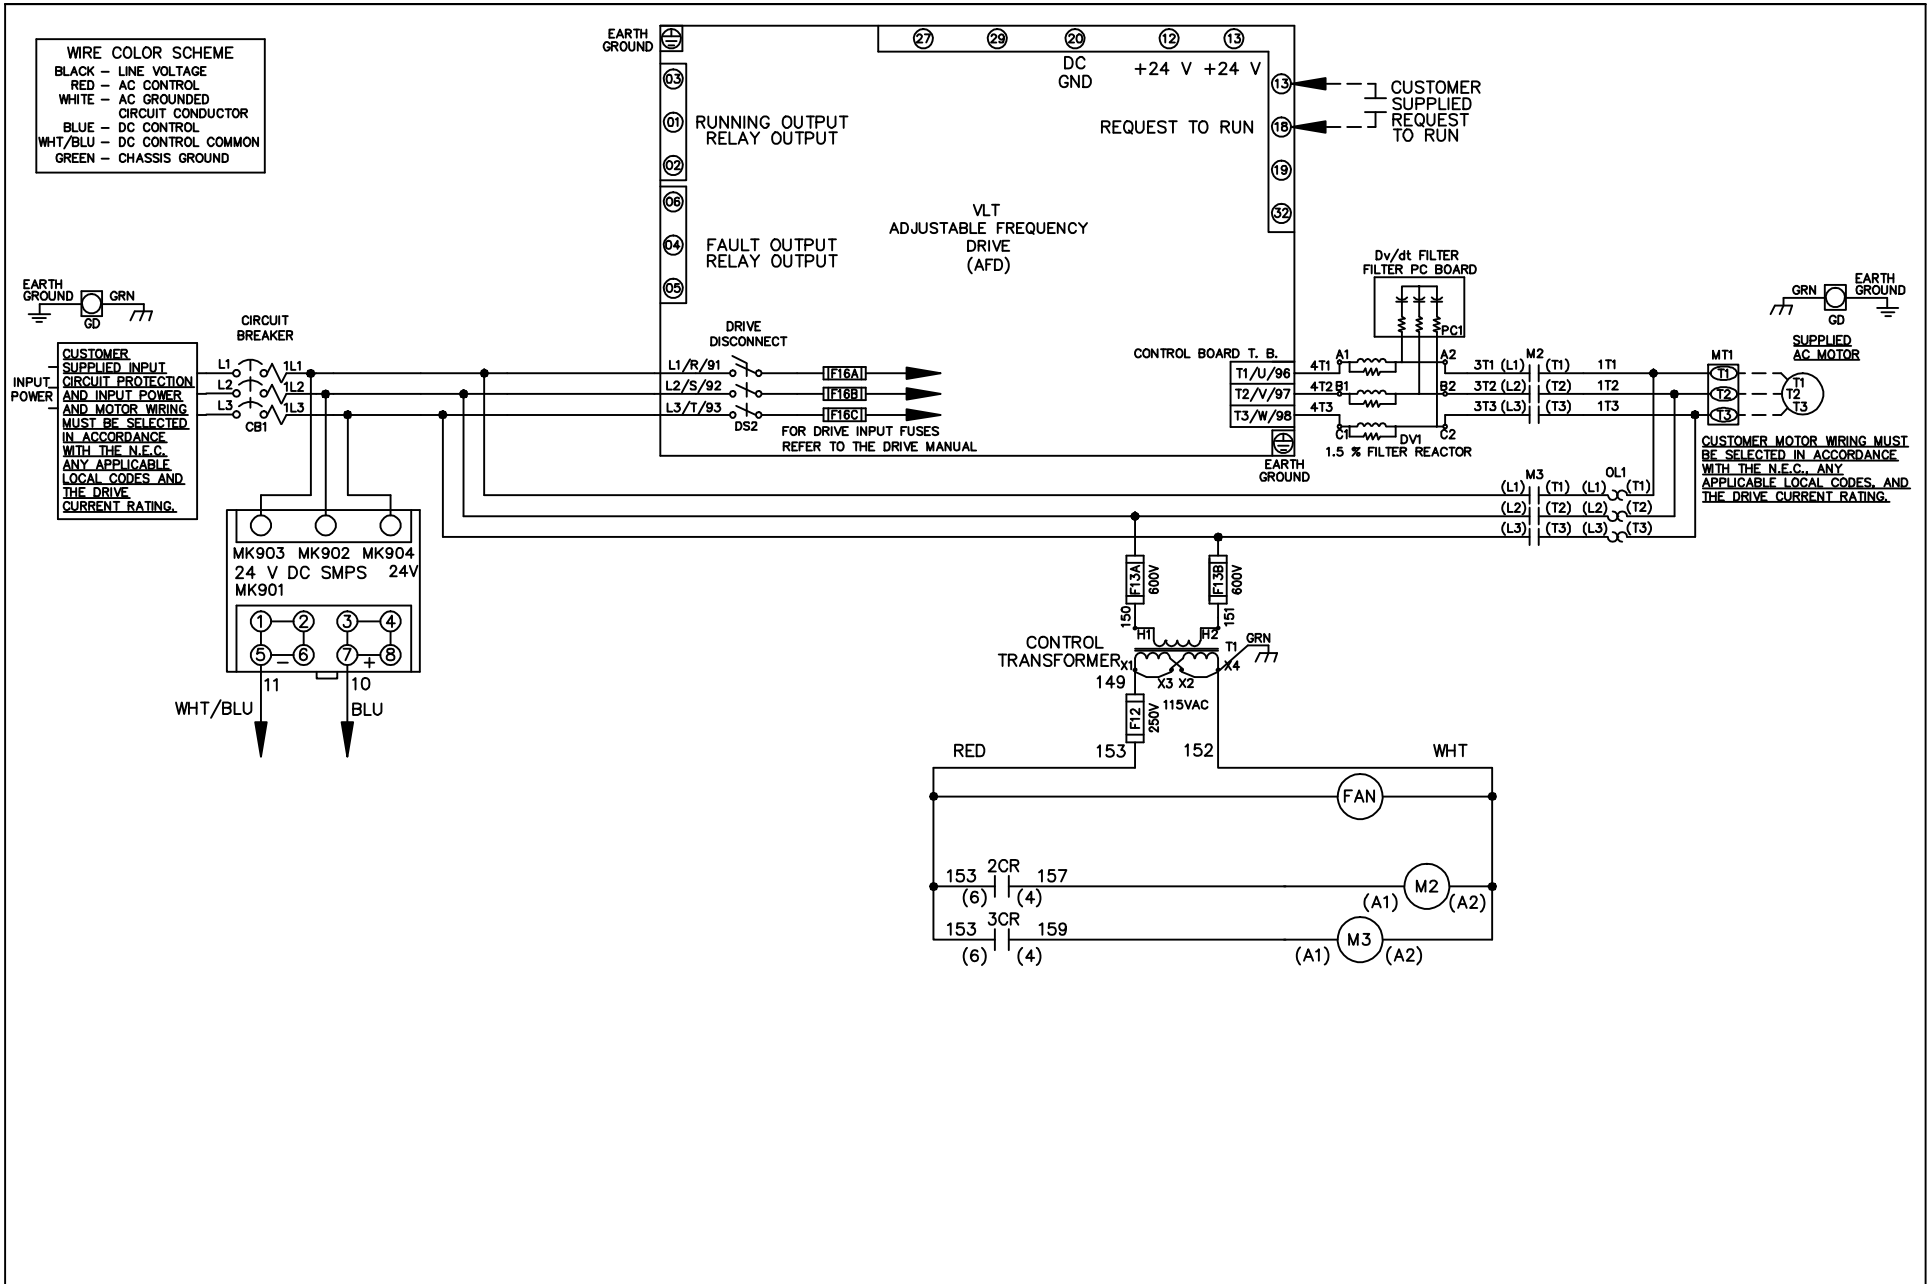 WIRE COLOR SCHEME
BLACK – LINE VOLTAGE
RED – AC CONTROL
WHITE – AC GROUNDED
CIRCUIT CONDUCTOR
BLUE – DC CONTROL
WHT/BLU – DC CONTROL COMMON
GREEN – CHASSIS GROUND
EARTH
GROUND
27 29 20 12 13
DC
GND
+24 V +24 V
03
01
02
RUNNING OUTPUT
RELAY OUTPUT
06
04
05
FAULT OUTPUT
RELAY OUTPUT
13
REQUEST TO RUN 18
19
32
CUSTOMER
SUPPLIED
REQUEST
TO RUN
VLT
ADJUSTABLE FREQUENCY
DRIVE
(AFD)
EARTH
GROUND
GRN
GD
CIRCUIT
BREAKER
INPUT
POWER
CUSTOMER
SUPPLIED INPUT
CIRCUIT PROTECTION
AND INPUT POWER
AND MOTOR WIRING
MUST BE SELECTED
IN ACCORDANCE
WITH THE N.E.C.
ANY APPLICABLE
LOCAL CODES AND
THE DRIVE
CURRENT RATING.
L1 1L1
L2 1L2
L3 1L3
CB1
DRIVE
DISCONNECT
L1/R/91 F16A
L2/S/92 F16B
L3/T/93 F16C
DS2
FOR DRIVE INPUT FUSES
REFER TO THE DRIVE MANUAL
CONTROL BOARD T. B.
T1/U/96
T2/V/97
T3/W/98
EARTH
GROUND
Dv/dt FILTER
FILTER PC BOARD
PC1
4T1 A1 A2
4T2 B1 B2
4T3 C1 C2
DV1
1.5 % FILTER REACTOR
M2
3T1 (L1) (T1) 1T1
3T2 (L2) (T2) 1T2
3T3 (L3) (T3) 1T3
MT1
T1
T2
T3
GRN
EARTH
GROUND
GD
SUPPLIED
AC MOTOR
T1
T2
T3
CUSTOMER MOTOR WIRING MUST
BE SELECTED IN ACCORDANCE
WITH THE N.E.C., ANY
APPLICABLE LOCAL CODES, AND
THE DRIVE CURRENT RATING.
M3 OL1
(L1) (T1) (L1) (T1)
(L2) (T2) (L2) (T2)
(L3) (T3) (L3) (T3)
MK903 MK902 MK904
24 V DC SMPS 24V
MK901
1 2 3 4
5 – 6 7 + 8
11 10
WHT/BLU BLU
F13A 600V F13B 600V
150 151
H1 H2
CONTROL
TRANSFORMER
T1 GRN
X1 X4
X3 X2
149
F12 250V
115VAC
RED 153 152 WHT
FAN
153 2CR 157
(6) (4)
M2
(A1) (A2)
153 3CR 159
(6) (4)
M3
(A1) (A2)